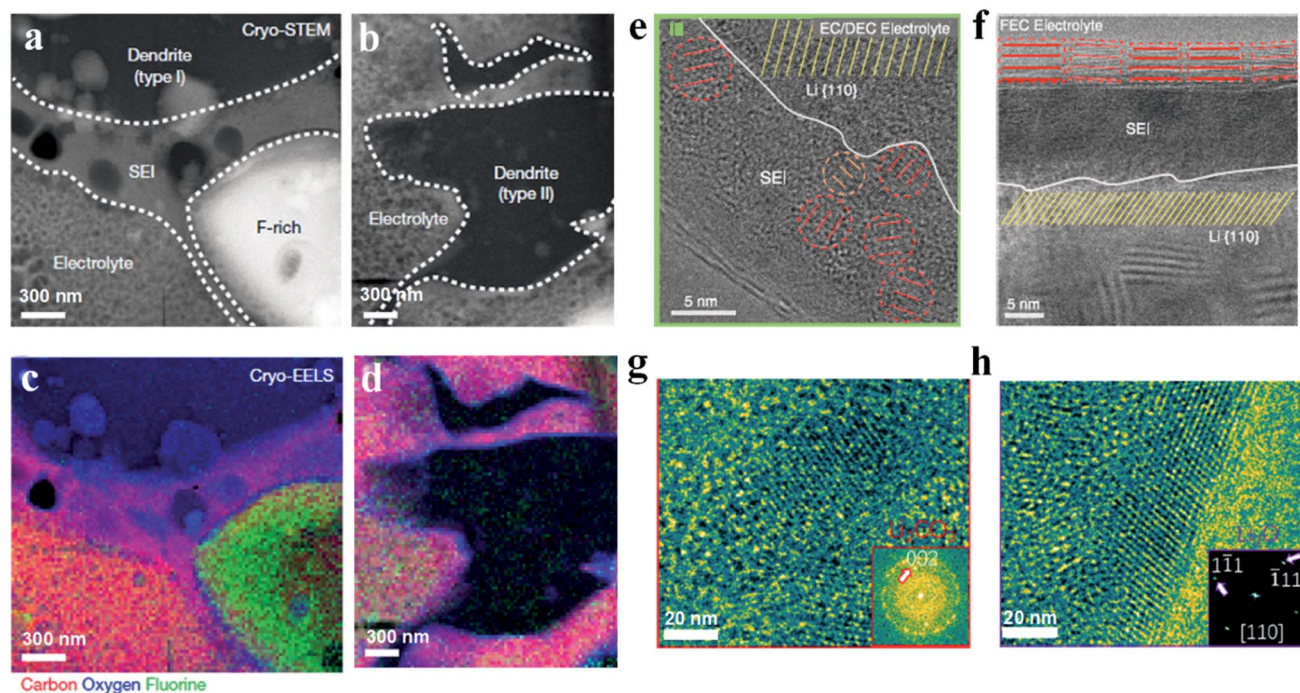 a
Cryo-STEM
Dendrite
(type I)
SEI
F-rich
Electrolyte
300 nm
b
Dendrite
(type II)
Electrolyte
300 nm
e
EC/DEC Electrolyte
Li {110}
SEI
5 nm
f
FEC Electrolyte
SEI
Li {110}
5 nm
c
Cryo-EELS
300 nm
Carbon Oxygen Fluorine
d
300 nm
g
Li₂CO₃
002
20 nm
h
11̄1
1̄11
[110]
20 nm